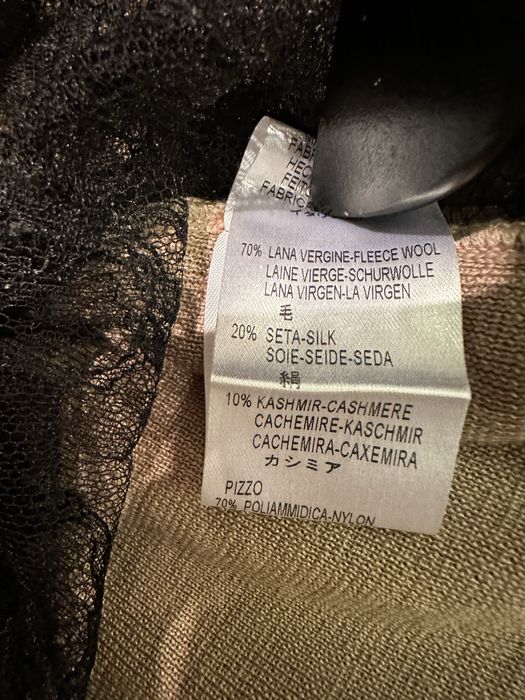 FABRIC
70% LANA VERGINE-FLEECE WOOL
LAINE VIERGE-SCHURWOLLE
LANA VIRGEN-LA VIRGEN
毛
20% SETA-SILK
SOIE-SEIDE-SEDA
絹
10% KASHMIR-CASHMERE
CACHEMIRE-KASCHMIR
CACHEMIRA-CAXEMIRA
カシミア
PIZZO
70% POLIAMMIDICA-NYLON